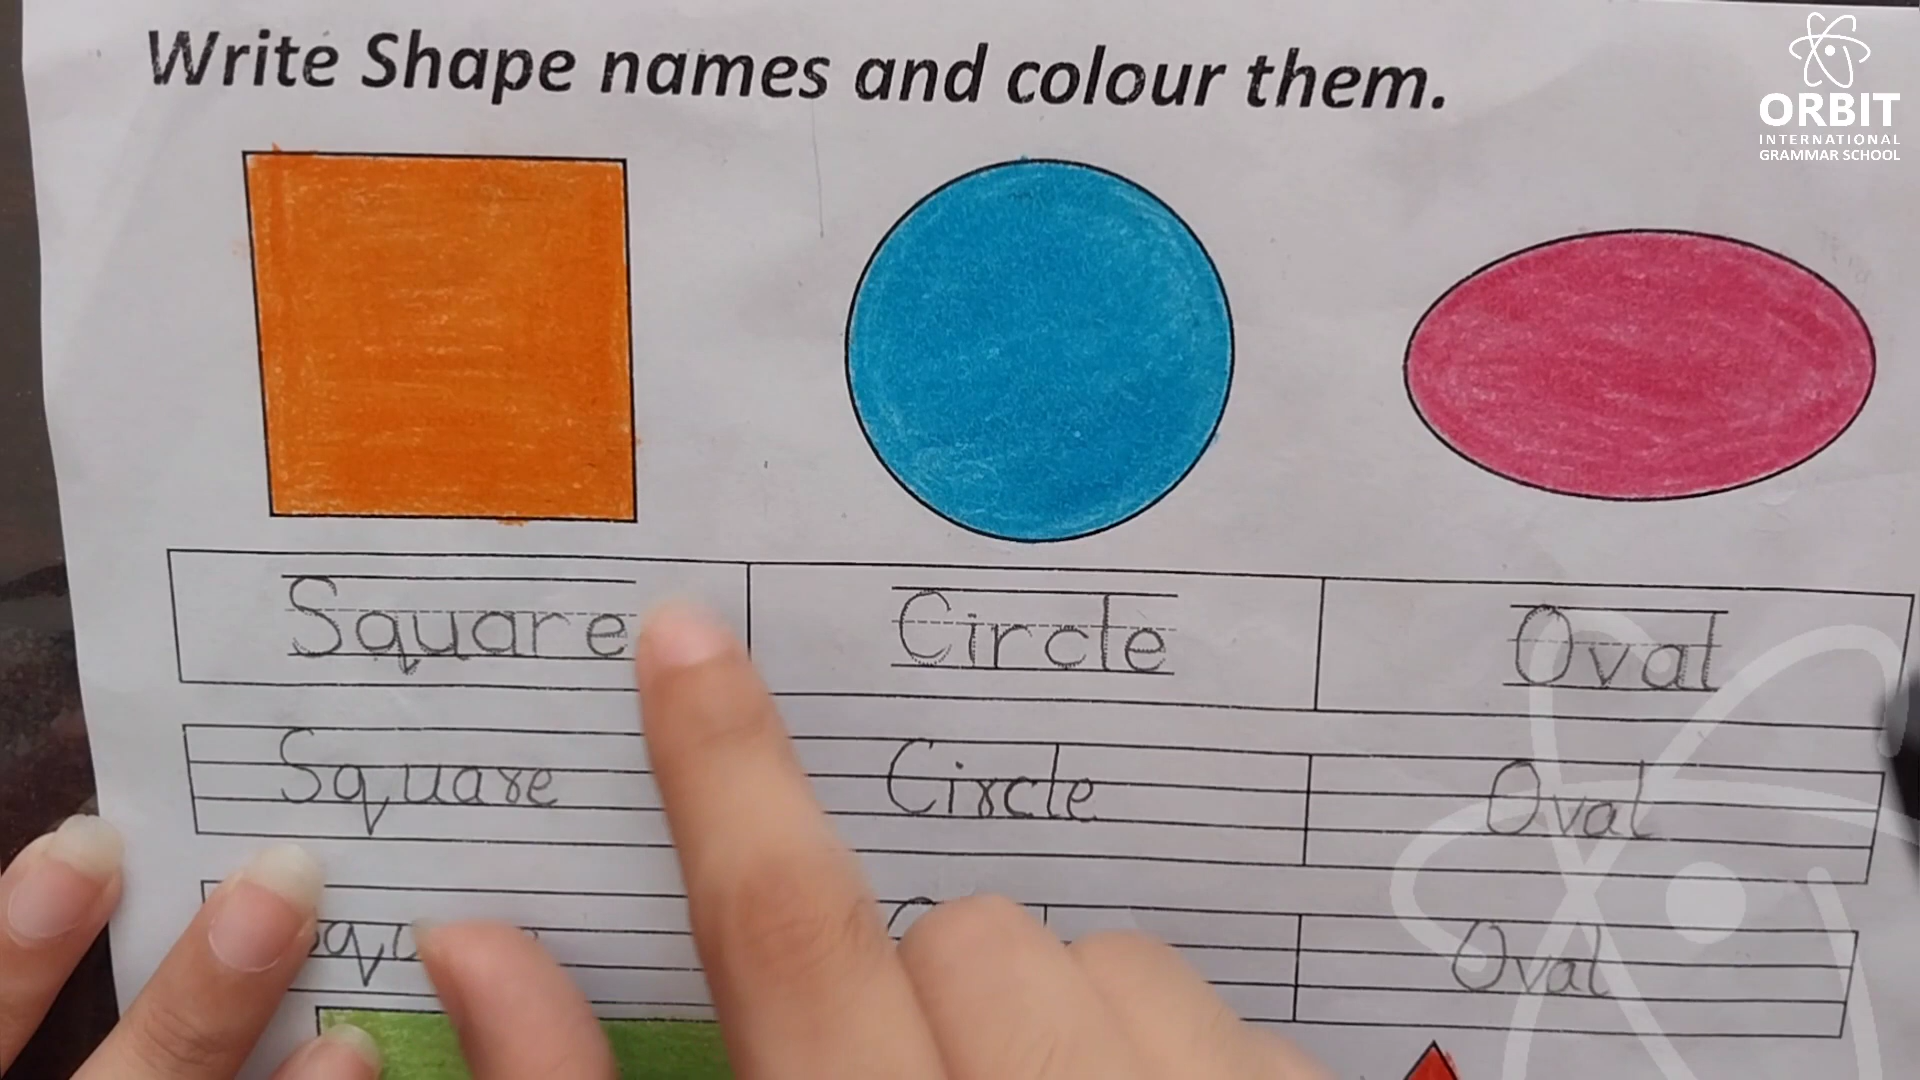 Write Shape names and colour them.
ORBIT
INTERNATIONAL
GRAMMAR SCHOOL
Square Circle Oval
Square Circle Oval
Oval